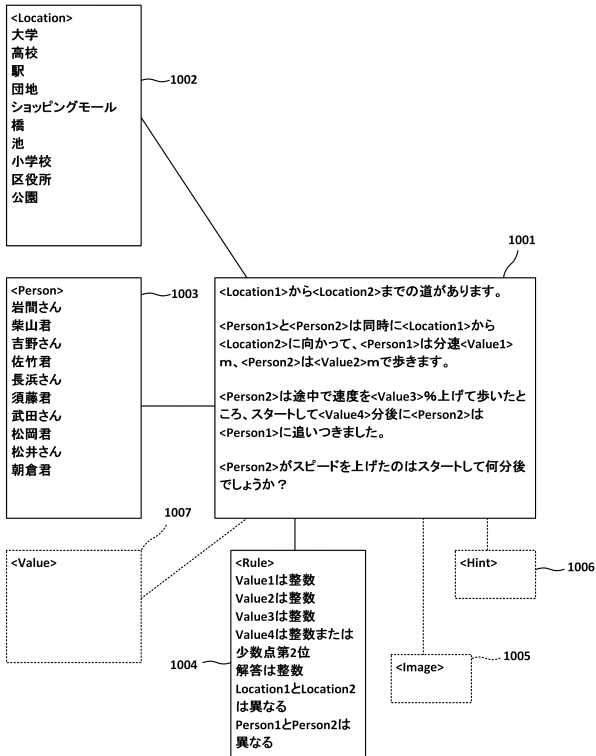 <Location>
大学
高校
駅
団地
ショッピングモール
橋
池
小学校
区役所
公園
1002
1001
<Person>
岩間さん
柴山君
吉野さん
佐竹君
長浜さん
須藤君
武田さん
松岡君
松井さん
朝倉君
1003
<Location1>から<Location2>までの道があります。
<Person1>と<Person2>は同時に<Location1>から
<Location2>に向かって、<Person1>は分速<Value1>
m、<Person2>は<Value2>mで歩きます。
<Person2>は途中で速度を<Value3>%上げて歩いたと
ころ、スタートして<Value4>分後に<Person2>は
<Person1>に追いつきました。
<Person2>がスピードを上げたのはスタートして何分後
でしょうか？
1007
<Value>
<Rule>
Value1は整数
Value2は整数
Value3は整数
Value4は整数または
少数点第2位
解答は整数
Location1とLocation2
は異なる
Person1とPerson2は
異なる
1004
<Hint>
1006
<Image>
1005